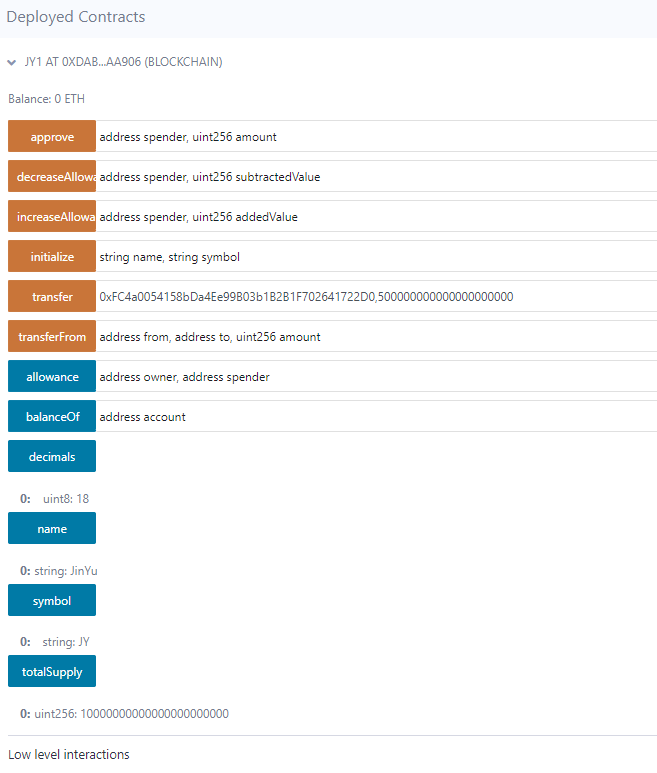 Deployed Contracts
JY1 AT 0XDAB...AA906 (BLOCKCHAIN)
Balance: 0 ETH
approve address spender, uint256 amount
decreaseAllowa address spender, uint256 subtractedValue
increaseAllowa address spender, uint256 addedValue
initialize string name, string symbol
transfer 0xFC4a0054158bDa4Ee99B03b1B2B1F702641722D0,500000000000000000000
transferFrom address from, address to, uint256 amount
allowance address owner, address spender
balanceOf address account
decimals
0: uint8: 18
name
0: string: JinYu
symbol
0: string: JY
totalSupply
0: uint256: 10000000000000000000000
Low level interactions